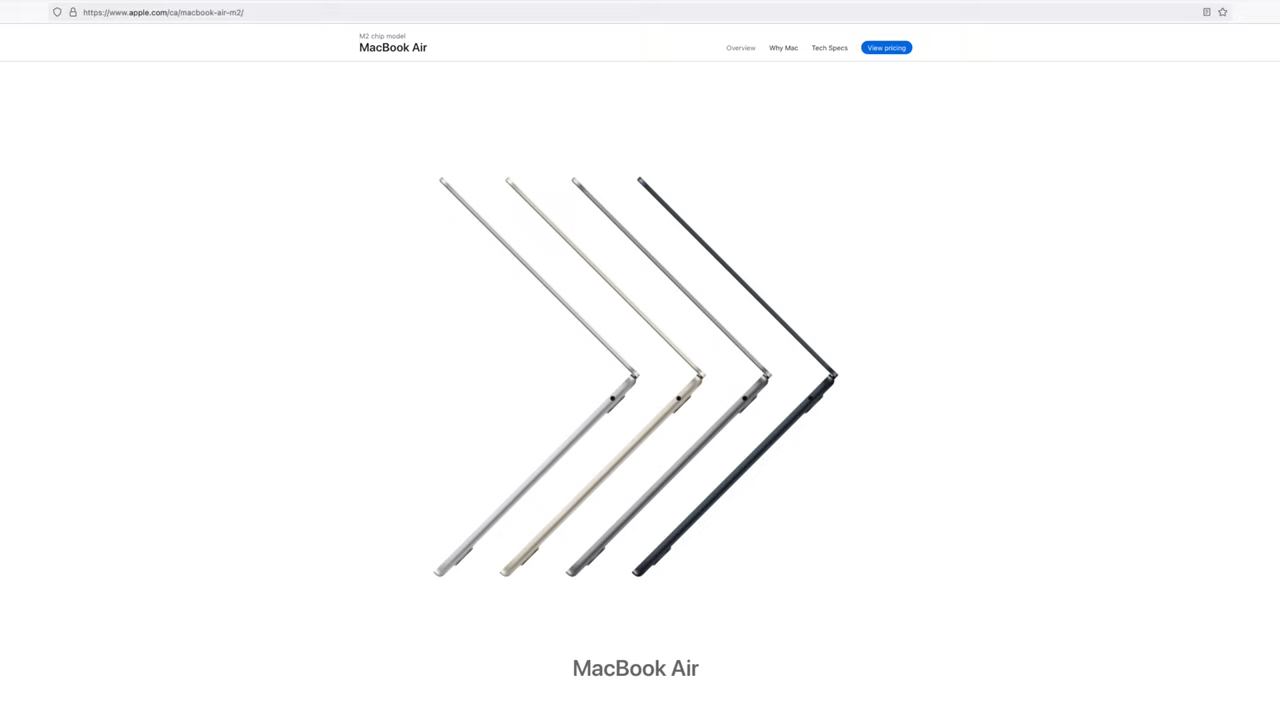 https://www.apple.com/ca/macbook-air-m2/
M2 chip model
MacBook Air
Overview Why Mac Tech Specs View pricing
MacBook Air